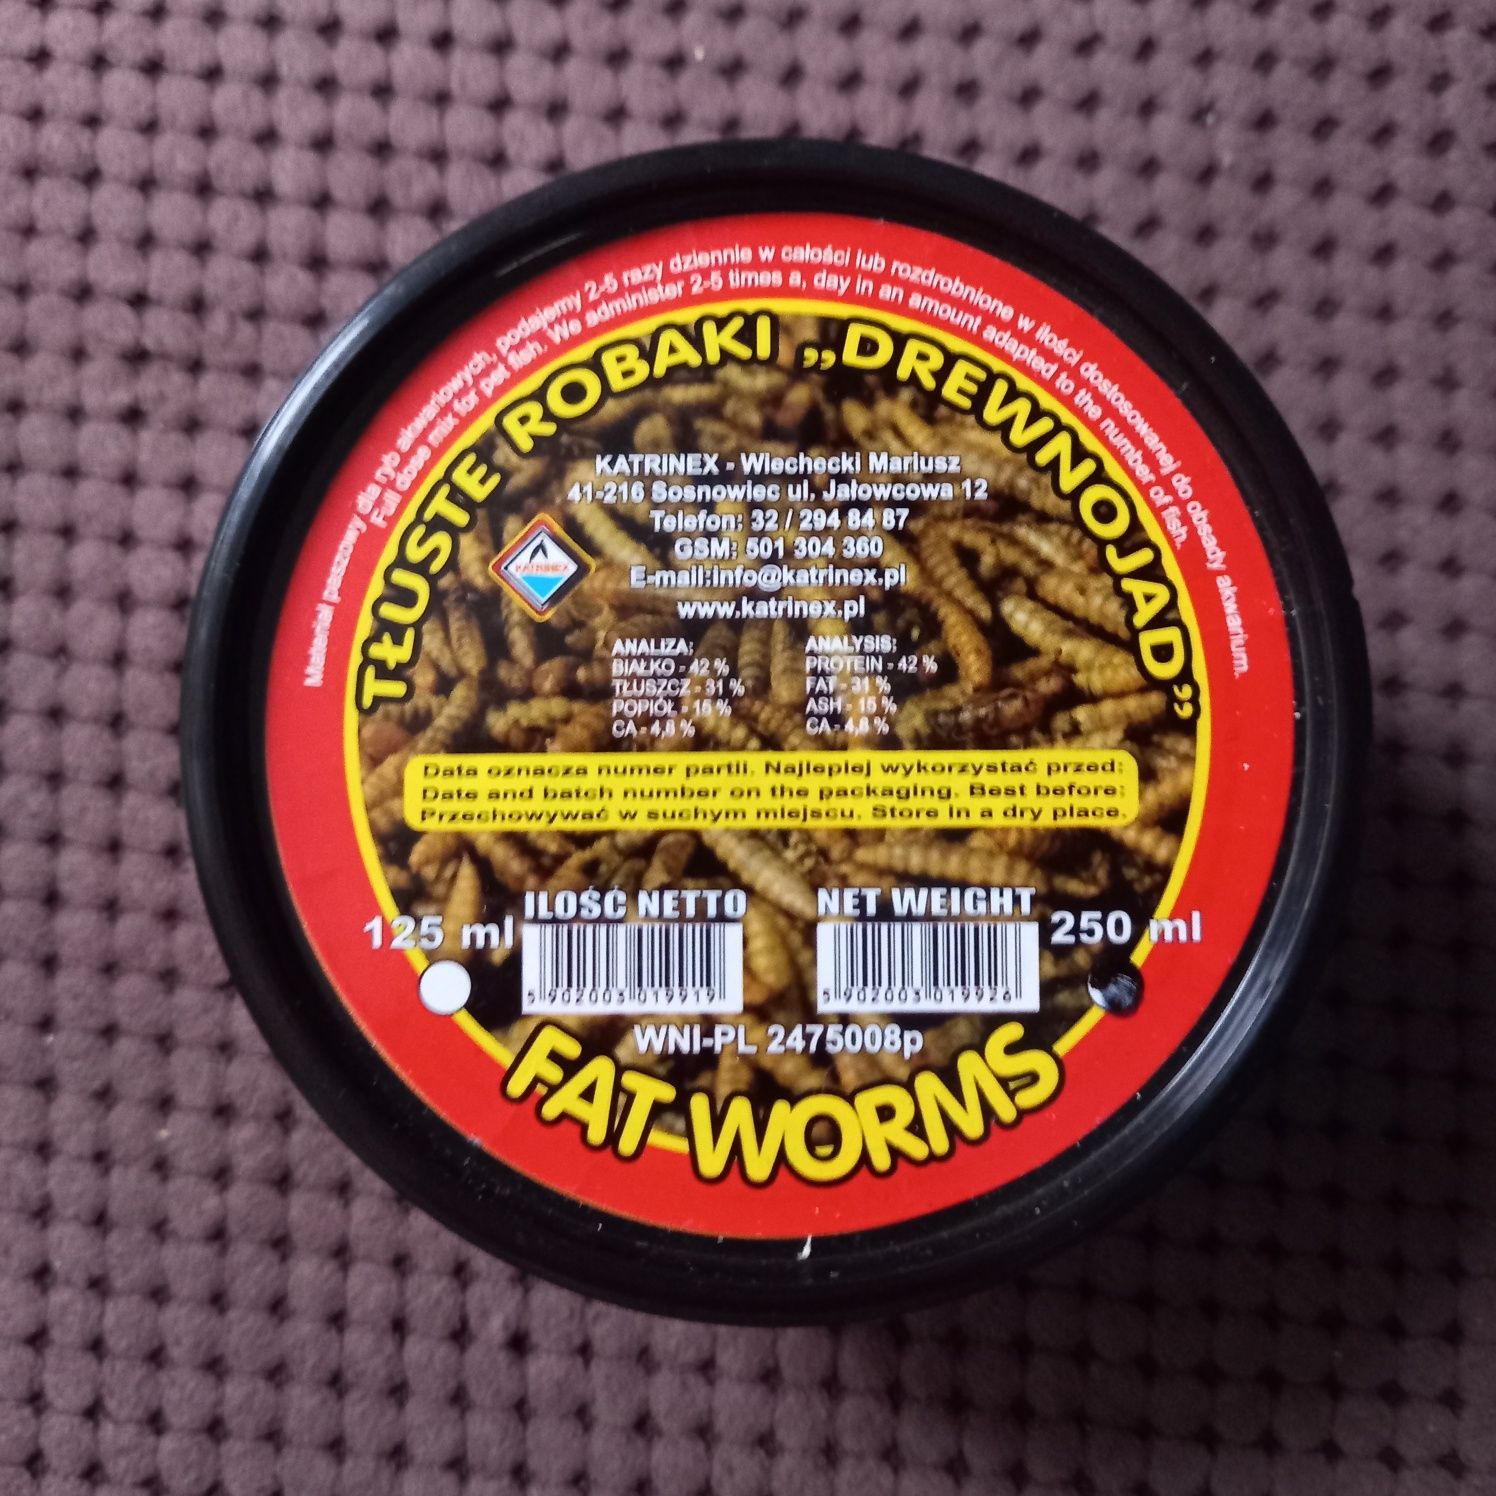 Materiał paszowy dla ryb akwariowych, podajemy 2-5 razy dziennie w całości lub rozdrobnione w ilości dostosowanej do obsady akwarium.
Full dose mix for pet fish. We administer 2-5 times a, day in an amount adapted to the number of fish.
TŁUSTE ROBAKI „DREWNOJAD”
KATRINEX - Wiechecki Mariusz
41-216 Sosnowiec ul. Jałowcowa 12
Telefon: 32 / 294 84 87
GSM: 501 304 360
E-mail:info@katrinex.pl
www.katrinex.pl
KATRINEX
ANALIZA:
BIAŁKO - 42 %
TŁUSZCZ - 31 %
POPIÓŁ - 15 %
CA - 4,8 %
ANALYSIS:
PROTEIN - 42 %
FAT - 31 %
ASH - 15 %
CA - 4,8 %
Data oznacza numer partii. Najlepiej wykorzystać przed:
Date and batch number on the packaging. Best before:
Przechowywać w suchym miejscu. Store in a dry place.
ILOŚĆ NETTO
NET WEIGHT
125 ml
250 ml
5 902003 019919
5 902003 019926
WNI-PL 2475008p
FAT WORMS